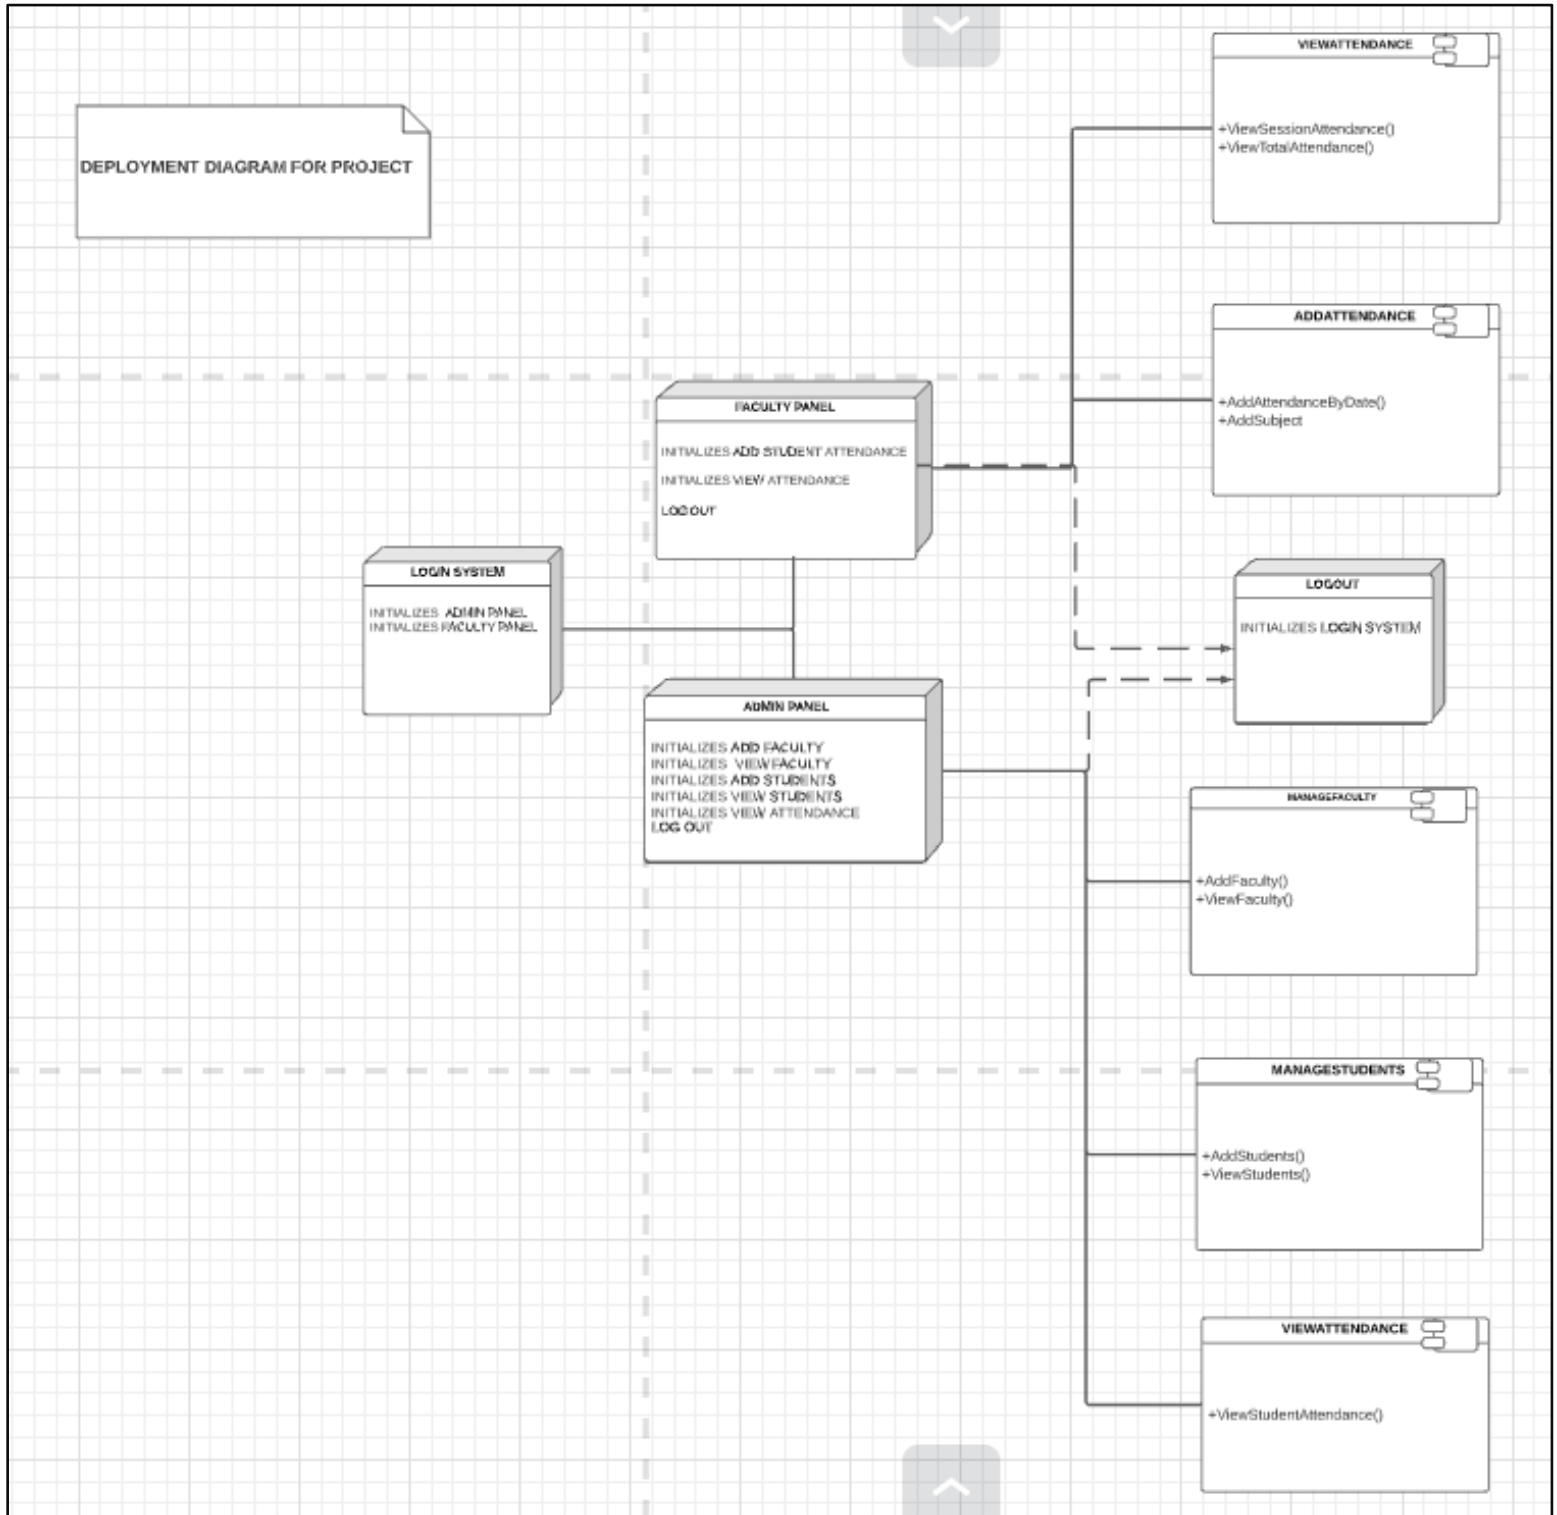 DEPLOYMENT DIAGRAM FOR PROJECT
VIEWATTENDANCE
+ViewSessionAttendance()
+ViewTotalAttendance()
ADDATTENDANCE
+AddAttendanceByDate()
+AddSubject
FACULTY PANEL
INITIALIZES ADD STUDENT ATTENDANCE
INITIALIZES VIEW ATTENDANCE
LOGOUT
LOGIN SYSTEM
INITIALIZES ADMIN PANEL
INITIALIZES FACULTY PANEL
LOGOUT
INITIALIZES LOGIN SYSTEM
ADMIN PANEL
INITIALIZES ADD FACULTY
INITIALIZES VIEW FACULTY
INITIALIZES ADD STUDENTS
INITIALIZES VIEW STUDENTS
INITIALIZES VIEW ATTENDANCE
LOG OUT
MANAGEFACULTY
+AddFaculty()
+ViewFaculty()
MANAGESTUDENTS
+AddStudents()
+ViewStudents()
VIEWATTENDANCE
+ViewStudentAttendance()